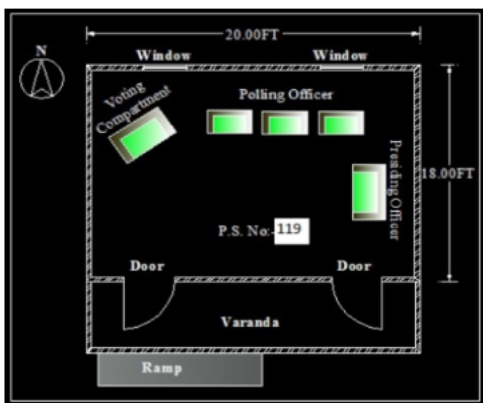 20.00FT
N
Window
Window
Voting
Compartment
Polling Officer
Presiding Officer
18.00FT
P.S. No:-119
Door
Door
Varanda
Ramp